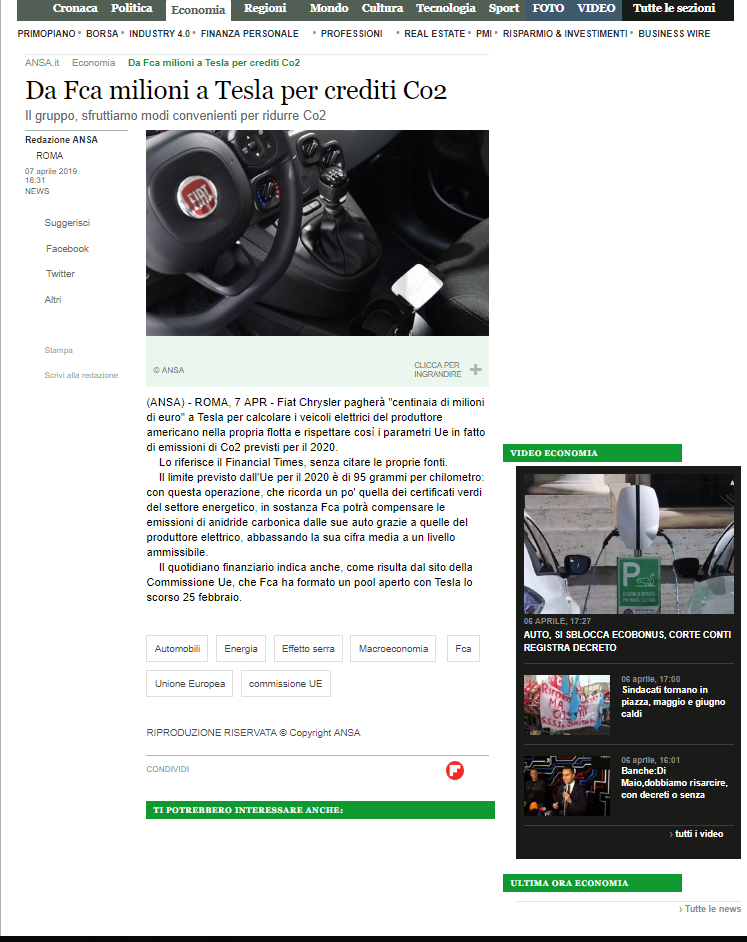 Cronaca Politica Economia Regioni Mondo Cultura Tecnologia Sport FOTO VIDEO Tutte le sezioni
PRIMOPIANO • BORSA • INDUSTRY 4.0 • FINANZA PERSONALE • PROFESSIONI • REAL ESTATE • PMI • RISPARMIO & INVESTIMENTI • BUSINESS WIRE
ANSA.it Economia Da Fca milioni a Tesla per crediti Co2
Da Fca milioni a Tesla per crediti Co2
Il gruppo, sfruttiamo modi convenienti per ridurre Co2
Redazione ANSA
ROMA
07 aprile 2019
16:31
NEWS
Suggerisci
Facebook
Twitter
Altri
Stampa
Scrivi alla redazione
FIAT
© ANSA
CLICCA PER
INGRANDIRE
(ANSA) - ROMA, 7 APR - Fiat Chrysler pagherà "centinaia di milioni
di euro" a Tesla per calcolare i veicoli elettrici del produttore
americano nella propria flotta e rispettare così i parametri Ue in fatto
di emissioni di Co2 previsti per il 2020.
Lo riferisce il Financial Times, senza citare le proprie fonti.
Il limite previsto dall'Ue per il 2020 è di 95 grammi per chilometro:
con questa operazione, che ricorda un po' quella dei certificati verdi
del settore energetico, in sostanza Fca potrà compensare le
emissioni di anidride carbonica dalle sue auto grazie a quelle del
produttore elettrico, abbassando la sua cifra media a un livello
ammissibile.
Il quotidiano finanziario indica anche, come risulta dal sito della
Commissione Ue, che Fca ha formato un pool aperto con Tesla lo
scorso 25 febbraio.
Automobili Energia Effetto serra Macroeconomia Fca
Unione Europea commissione UE
RIPRODUZIONE RISERVATA © Copyright ANSA
CONDIVIDI
TI POTREBBERO INTERESSARE ANCHE:
VIDEO ECONOMIA
P
06 APRILE, 17:27
AUTO, SI SBLOCCA ECOBONUS, CORTE CONTI
REGISTRA DECRETO
06 aprile, 17:00
Sindacati tornano in
piazza, maggio e giugno
caldi
06 aprile, 16:01
Banche:Di
Maio,dobbiamo risarcire,
con decreti o senza
› tutti i video
ULTIMA ORA ECONOMIA
› Tutte le news